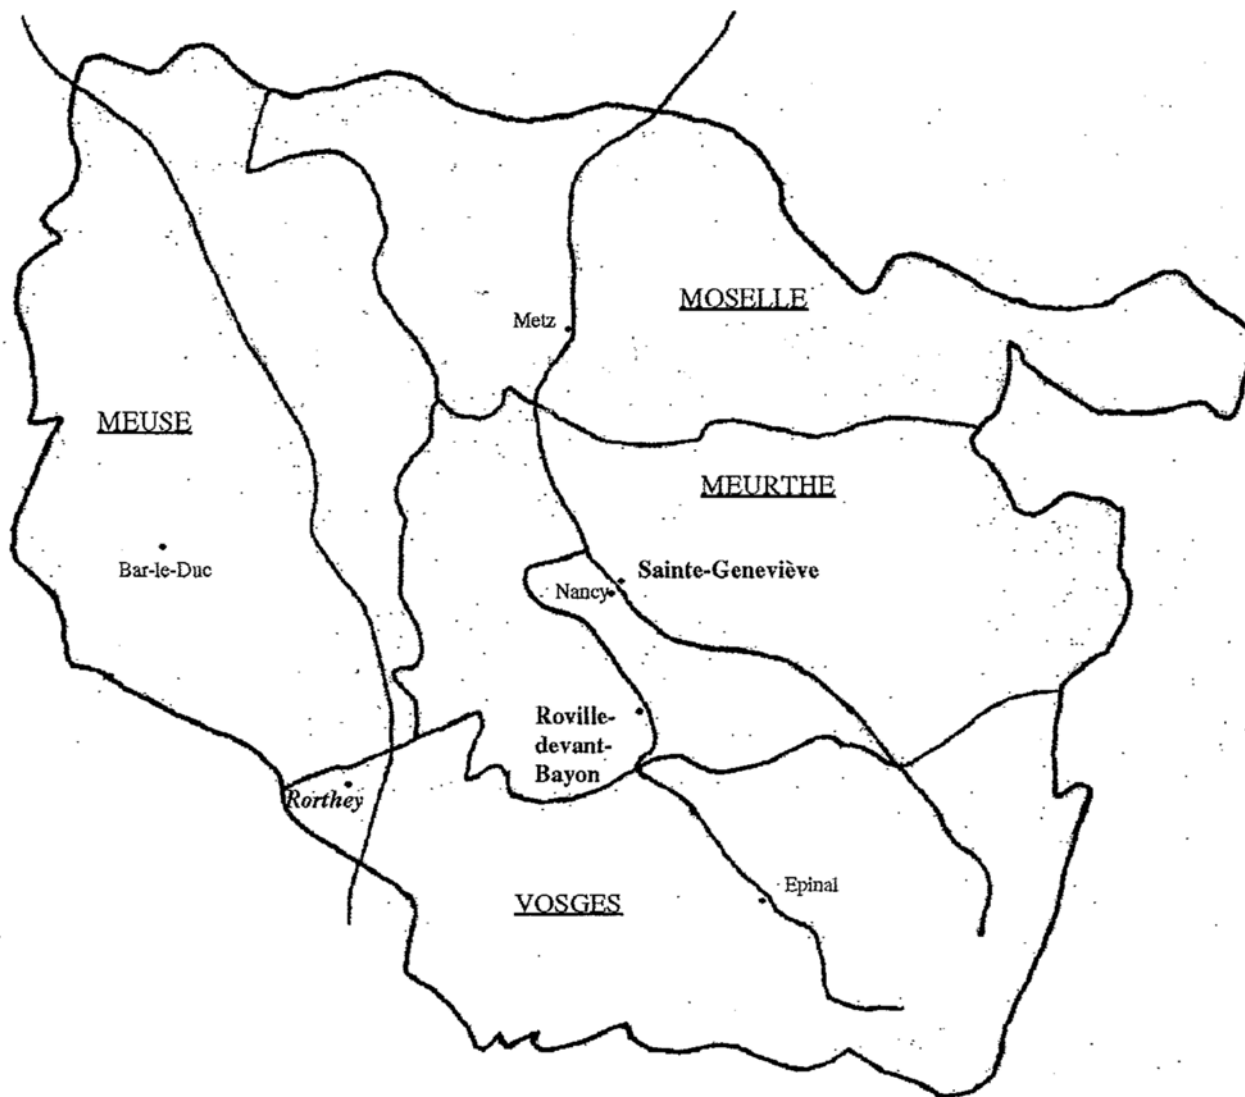 MOSELLE
Metz
MEUSE
MEURTHE
Bar-le-Duc
Sainte-Geneviève
Nancy
Roville-
devant-
Bayon
Rorthey
Epinal
VOSGES